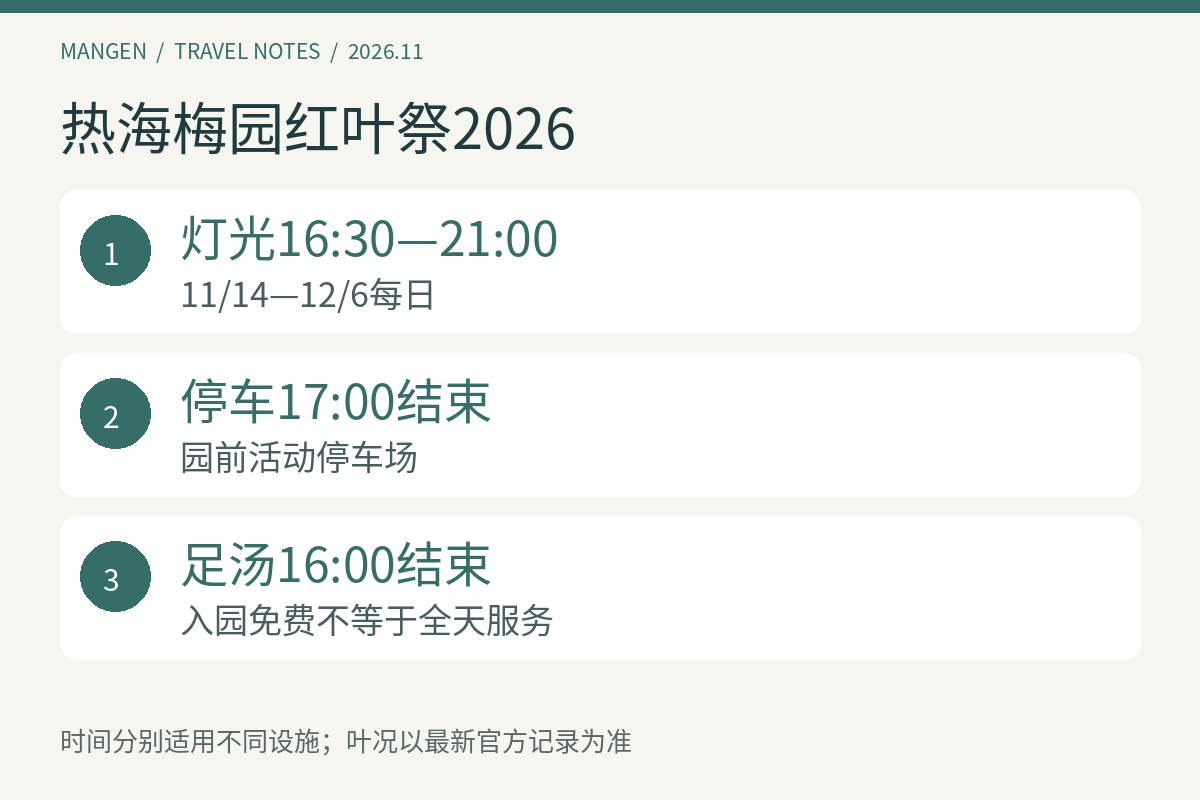 MANGEN / TRAVEL NOTES / 2026.11
热海梅园红叶祭2026
1
灯光16:30—21:00
11/14—12/6每日
2
停车17:00结束
园前活动停车场
3
足汤16:00结束
入园免费不等于全天服务
时间分别适用不同设施；叶况以最新官方记录为准